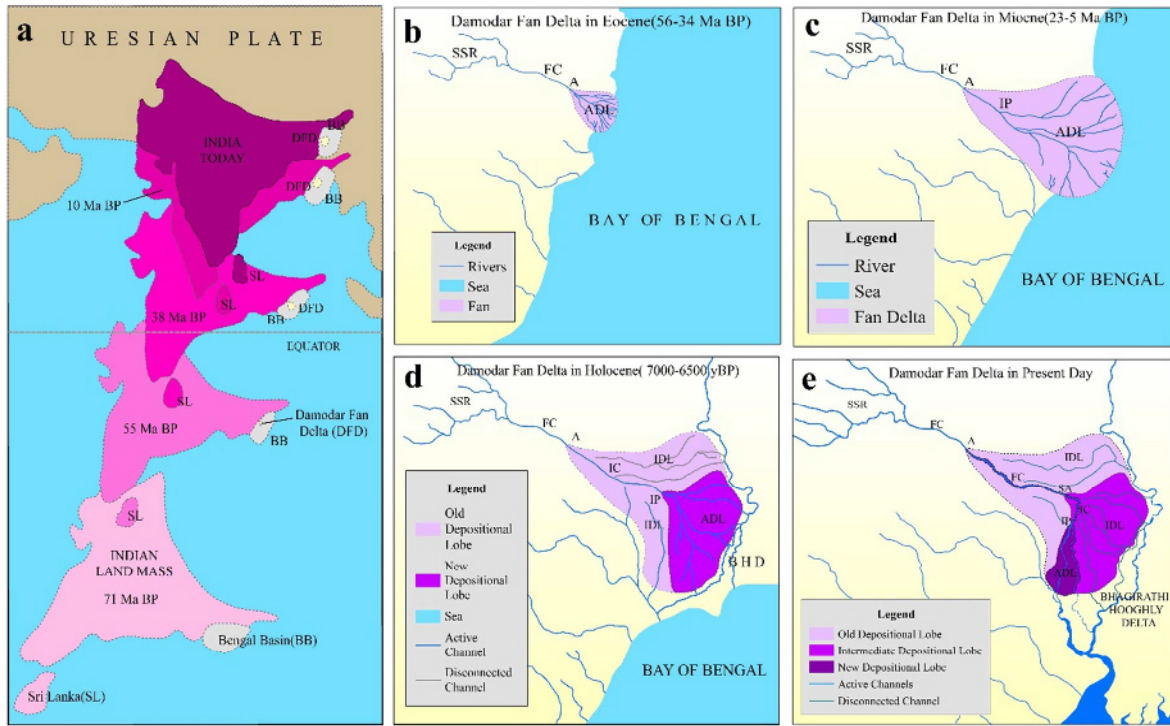 a
URESIAN PLATE
BB
DFD
INDIA
TODAY
DFD
BB
10 Ma BP
SL
SL
38 Ma BP
DFD
BB
EQUATOR
SL
55 Ma BP
Damodar Fan
Delta (DFD)
BB
SL
INDIAN
LAND MASS
71 Ma BP
Bengal Basin(BB)
Sri Lanka(SL)
b
Damodar Fan Delta in Eocene(56-34 Ma BP)
SSR
FC
A
ADL
BAY OF BENGAL
Legend
Rivers
Sea
Fan
c
Damodar Fan Delta in Miocne(23-5 Ma BP)
SSR
FC
A
IP
ADL
Legend
River
Sea
Fan Delta
BAY OF BENGAL
d
Damodar Fan Delta in Holocene( 7000-6500 yBP)
SSR
FC
A
IC
IDL
IP
IDL
ADL
BHD
Legend
Old
Depositional Lobe
New
Depositional Lobe
Sea
Active
Channel
Disconnected
Channel
BAY OF BENGAL
e
Damodar Fan Delta in Present Day
SSR
FC
A
IDL
FC
SA
IC
IP
IDL
ADL
BHAGIRATHI
HOOGHLY
DELTA
Legend
Old Depositional Lobe
Intermediate Depositional Lobe
New Depositional Lobe
Active Channels
Disconnected Channel